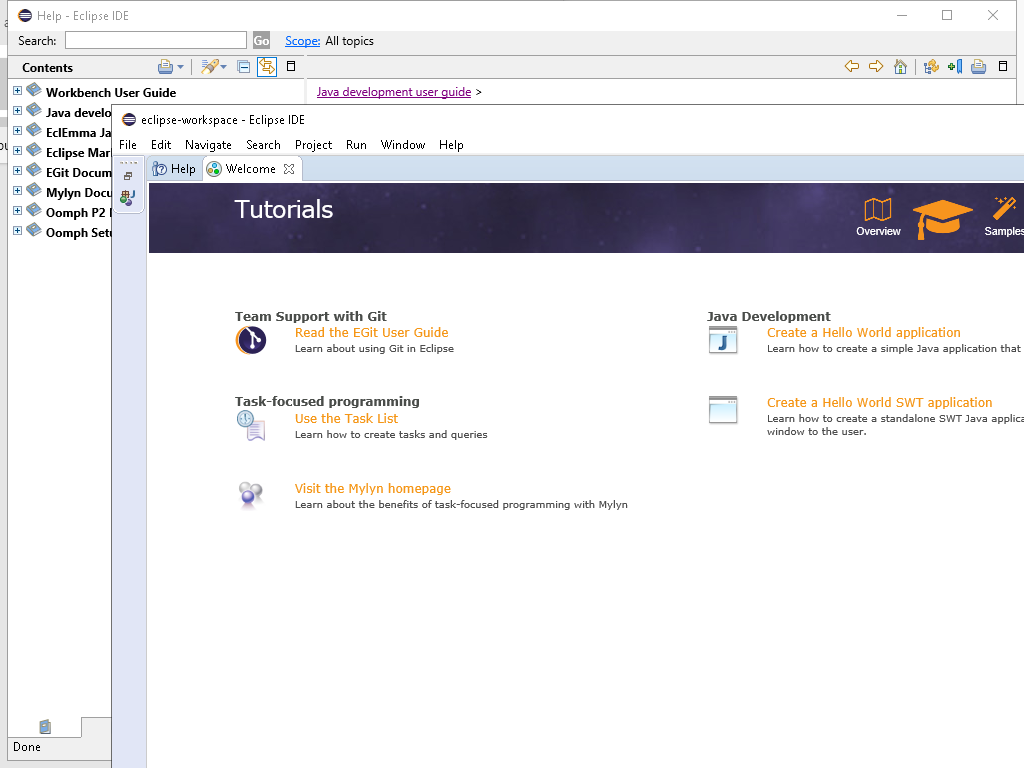 Help - Eclipse IDE
Search:
Go
Scope: All topics
Contents
Workbench User Guide
Java develo
EclEmma Ja
Eclipse Mar
EGit Docum
Mylyn Docu
Oomph P2
Oomph Setu
Java development user guide >
eclipse-workspace - Eclipse IDE
File Edit Navigate Search Project Run Window Help
Help Welcome
Tutorials
Overview
Samples
Team Support with Git
Read the EGit User Guide
Learn about using Git in Eclipse
Task-focused programming
Use the Task List
Learn how to create tasks and queries
Visit the Mylyn homepage
Learn about the benefits of task-focused programming with Mylyn
Java Development
Create a Hello World application
Learn how to create a simple Java application that
Create a Hello World SWT application
Learn how to create a standalone SWT Java applica
window to the user.
Done